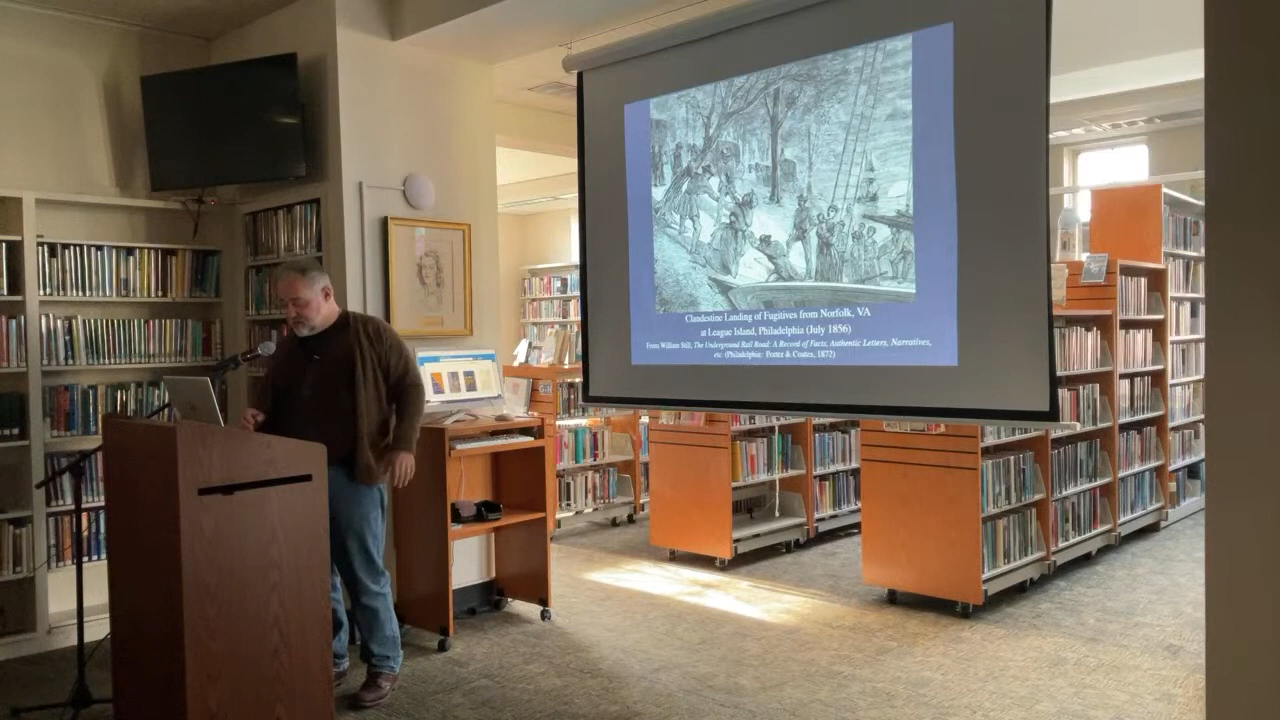 Clandestine Landing of Fugitives from Norfolk, VA
at League Island, Philadelphia (July 1856)
From William Still, The Underground Rail Road: A Record of Facts, Authentic Letters, Narratives,
etc (Philadelphia: Porter & Coates, 1872)